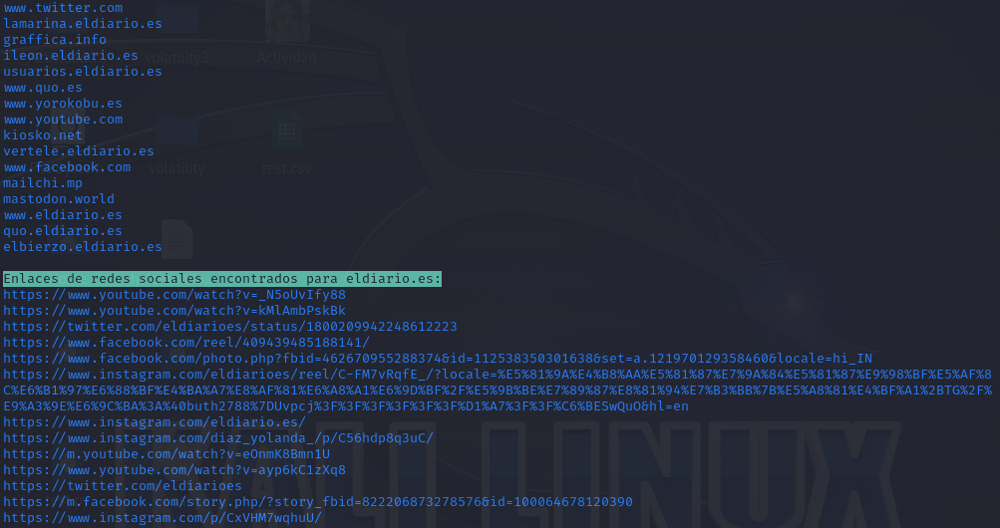 www.twitter.com
lamarina.eldiario.es
graffica.info
ileon.eldiario.es
volatility3
Actividad
usuarios.eldiario.es
www.quo.es
www.yorokobu.es
www.youtube.com
kiosko.net
vertele.eldiario.es
www.facebook.com
volatility
test.csv
mailchi.mp
mastodon.world
www.eldiario.es
quo.eldiario.es
elbierzo.eldiario.es
Enlaces de redes sociales encontrados para eldiario.es:
https://www.youtube.com/watch?v=_N5oUvIfy88
https://www.youtube.com/watch?v=kMlAmbPskBk
https://twitter.com/eldiarioes/status/1800209942248612223
https://www.facebook.com/reel/409439485188141/
https://www.facebook.com/photo.php?fbid=462670955288374&id=112538350301638&set=a.121970129358460&locale=hi_IN
https://www.instagram.com/eldiarioes/reel/C-FM7vRqfE_/?locale=%E5%81%9A%E4%B8%AA%E5%81%87%E7%9A%84%E5%81%87%E9%98%BF%E5%AF%8
C%E6%B1%97%E6%88%BF%E4%BA%A7%E8%AF%81%E6%A8%A1%E6%9D%BF%2F%E5%9B%BE%E7%89%87%E8%81%94%E7%B3%BB%7B%E5%A8%81%E4%BF%A1%2BTG%2F%
E9%A3%9E%E6%9C%BA%3A%40buth2788%7DUvpcj%3F%3F%3F%3F%3F%3F%D1%A7%3F%3F%C6%BESwQuO&hl=en
https://www.instagram.com/eldiario.es/
https://www.instagram.com/diaz_yolanda_/p/C56hdp8q3uC/
https://m.youtube.com/watch?v=eOnmK8Bmn1U
https://www.youtube.com/watch?v=ayp6kC1zXq8
https://twitter.com/eldiarioes
https://m.facebook.com/story.php/?story_fbid=822206873278576&id=100064678120390
https://www.instagram.com/p/CxVHM7wqhuU/
KALI LINUX